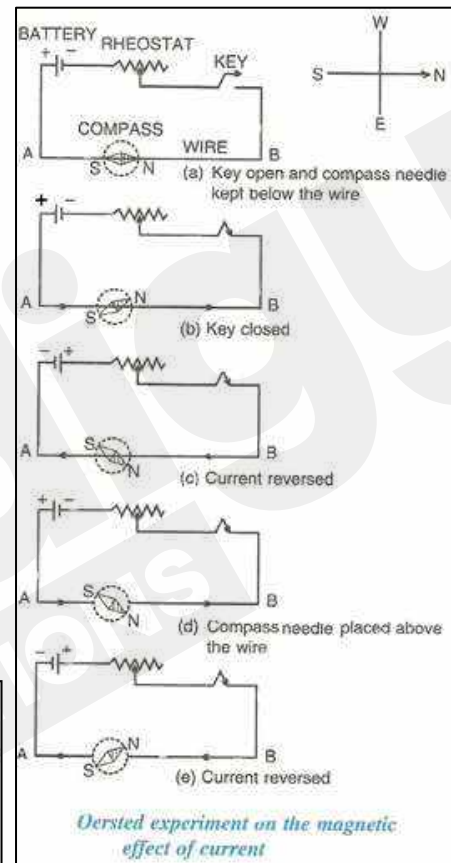 W
BATTERY
+ − RHEOSTAT KEY
S N
COMPASS E
A S N WIRE B
(a) Key open and compass needle
kept below the wire
+ −
A S N B
(b) Key closed
− +
A S N B
(c) Current reversed
+ −
A S N B
(d) Compass needle placed above
the wire
− +
A S N B
(e) Current reversed
Oersted experiment on the magnetic
effect of current